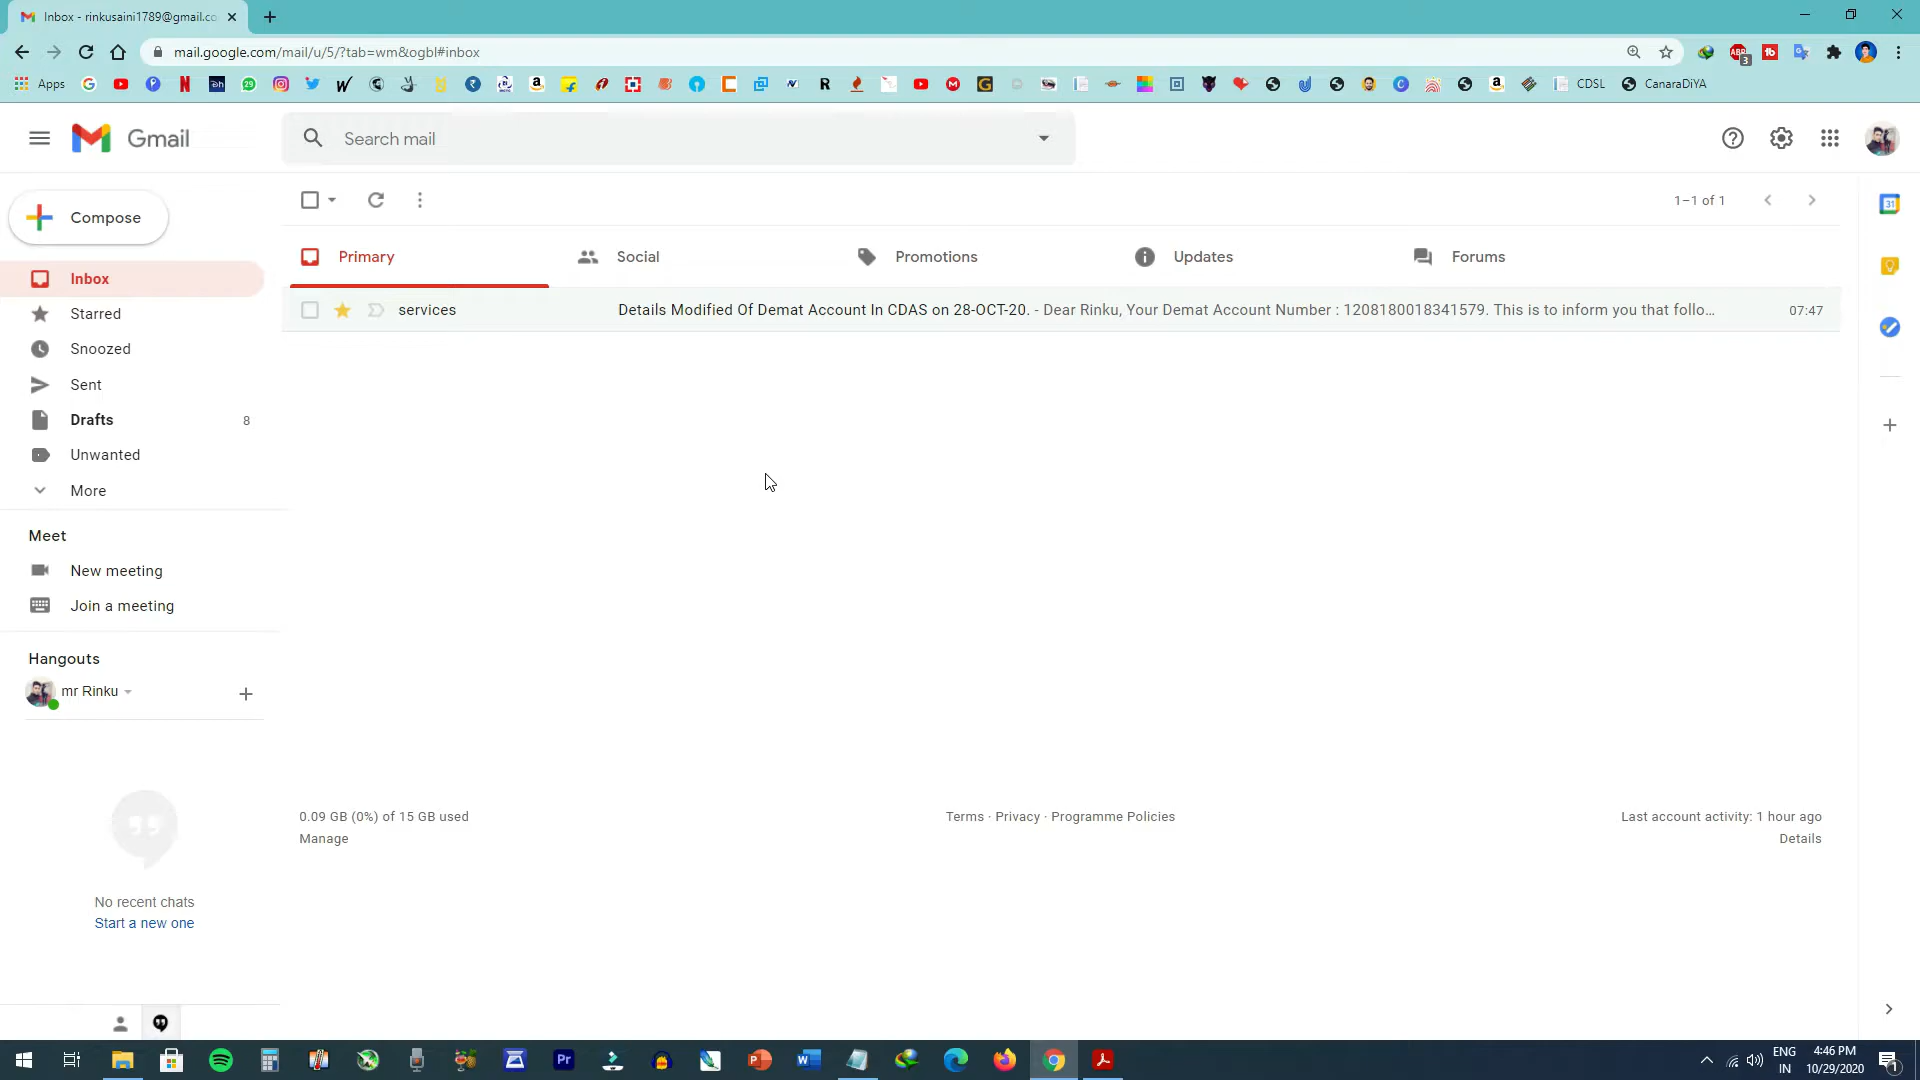 Inbox - rinkusaini1789@gmail.co
mail.google.com/mail/u/5/?tab=wm&ogbl#inbox
Apps
CDSL
CanaraDiYA
Gmail
Search mail
Compose
1–1 of 1
Primary
Social
Promotions
Updates
Forums
services
Details Modified Of Demat Account In CDAS on 28-OCT-20. - Dear Rinku, Your Demat Account Number : 1208180018341579. This is to inform you that follo...
07:47
Inbox
Starred
Snoozed
Sent
Drafts 8
Unwanted
More
Meet
New meeting
Join a meeting
Hangouts
mr Rinku
No recent chats
Start a new one
0.09 GB (0%) of 15 GB used
Manage
Terms · Privacy · Programme Policies
Last account activity: 1 hour ago
Details
ENG
IN
4:46 PM
10/29/2020